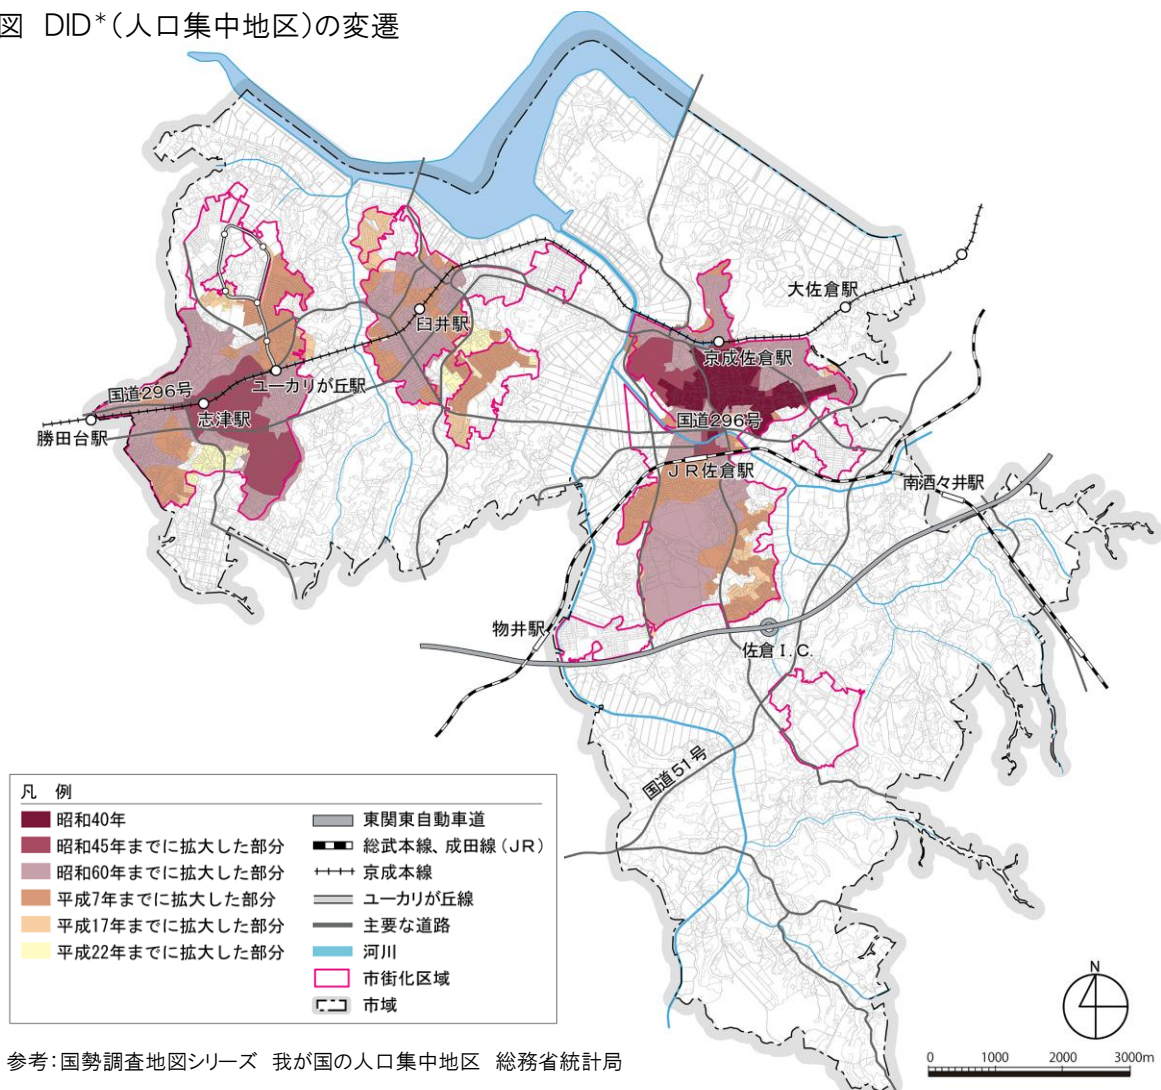 図 DID*(人口集中地区)の変遷
大佐倉駅
臼井駅
京成佐倉駅
ユーカリが丘駅
国道296号
志津駅
国道296号
勝田台駅
JR佐倉駅
南酒々井駅
物井駅
佐倉I.C.
国道51号
凡 例
昭和40年
昭和45年までに拡大した部分
昭和60年までに拡大した部分
平成7年までに拡大した部分
平成17年までに拡大した部分
平成22年までに拡大した部分
東関東自動車道
総武本線、成田線(JR)
京成本線
ユーカリが丘線
主要な道路
河川
市街化区域
市域
N
0 1000 2000 3000m
参考:国勢調査地図シリーズ 我が国の人口集中地区 総務省統計局